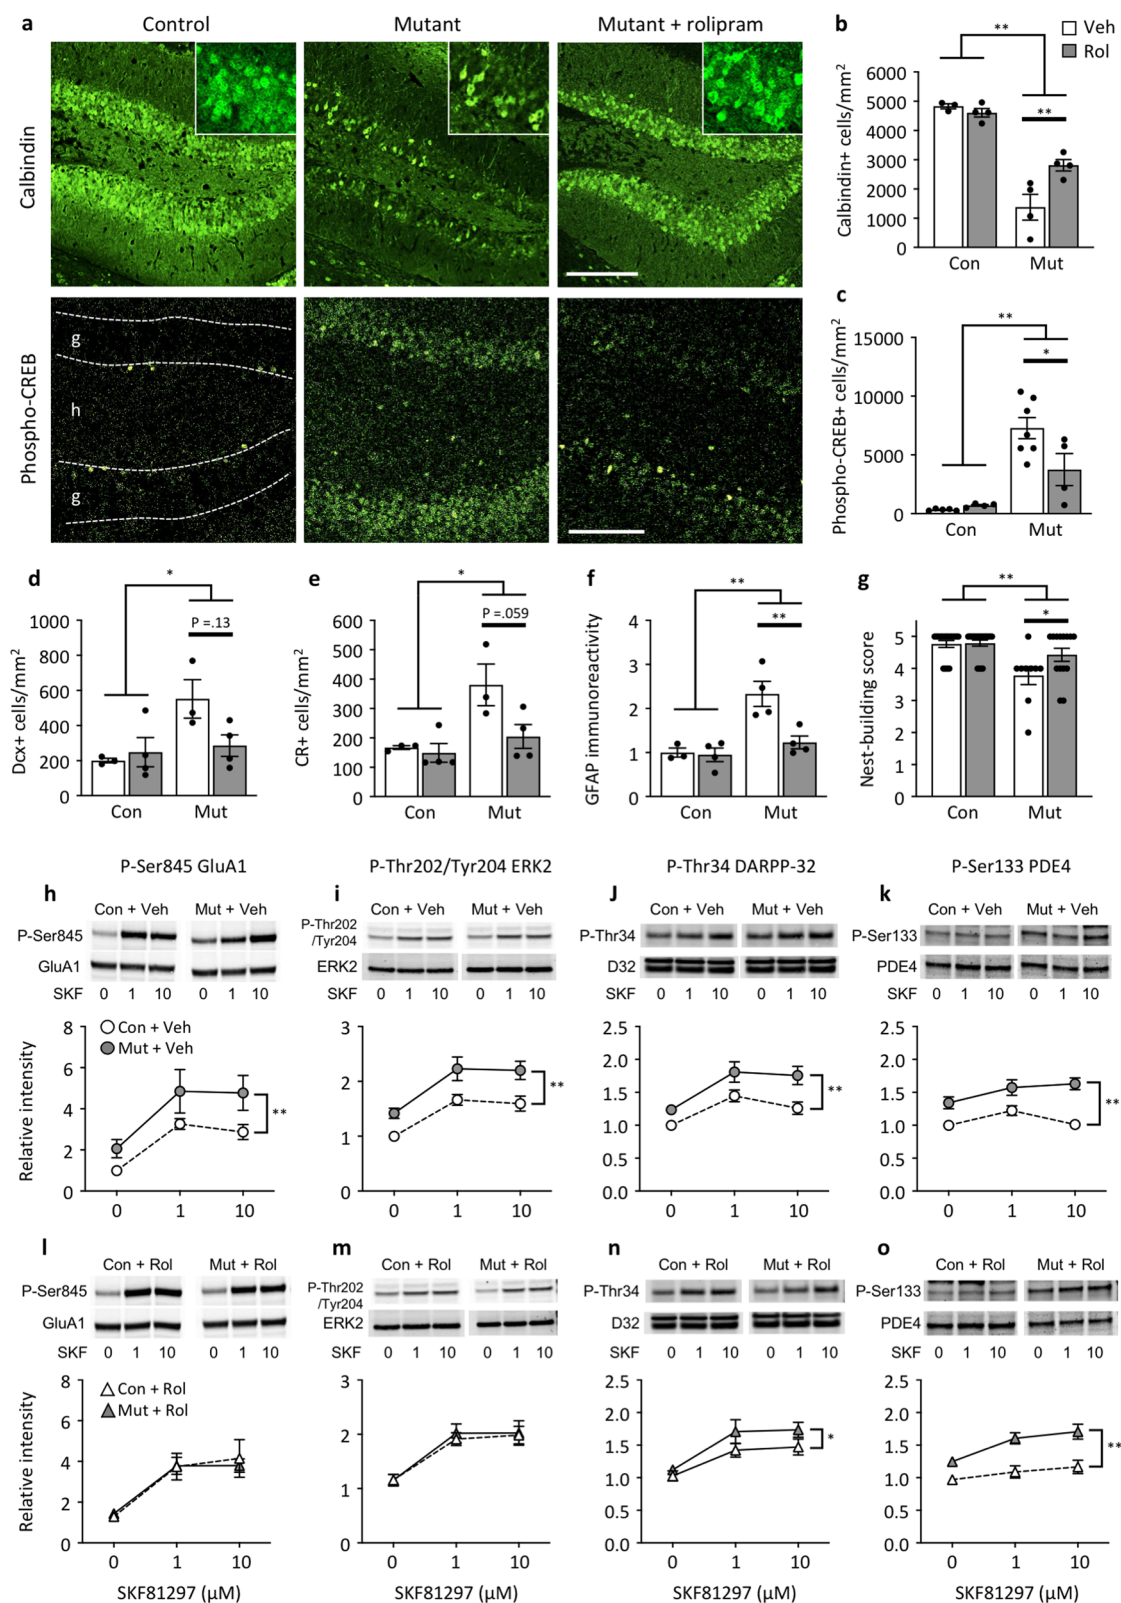 a
Control
Mutant
Mutant + rolipram
Calbindin
Phospho-CREB
g
h
g
b
Veh
Rol
**
**
Calbindin+ cells/mm2
6000
5000
4000
3000
2000
1000
0
Con
Mut
c
**
*
Phospho-CREB+ cells/mm2
15000
10000
5000
0
Con
Mut
d
*
P =.13
Dcx+ cells/mm2
1000
800
600
400
200
0
Con
Mut
e
*
P =.059
CR+ cells/mm2
600
500
400
300
200
100
0
Con
Mut
f
**
**
GFAP immunoreactivity
4
3
2
1
0
Con
Mut
g
**
*
Nest-building score
5
4
3
2
1
0
Con
Mut
P-Ser845 GluA1
h
Con + Veh
Mut + Veh
P-Ser845
GluA1
SKF
0 1 10
0 1 10
Con + Veh
Mut + Veh
Relative intensity
8
6
4
2
0
**
0 1 10
P-Thr202/Tyr204 ERK2
i
Con + Veh
Mut + Veh
P-Thr202
/Tyr204
ERK2
SKF
0 1 10
0 1 10
3
2
1
0
**
0 1 10
P-Thr34 DARPP-32
J
Con + Veh
Mut + Veh
P-Thr34
D32
SKF
0 1 10
0 1 10
2.5
2.0
1.5
1.0
0.5
0.0
**
0 1 10
P-Ser133 PDE4
k
Con + Veh
Mut + Veh
P-Ser133
PDE4
SKF
0 1 10
0 1 10
2.5
2.0
1.5
1.0
0.5
0.0
**
0 1 10
l
Con + Rol
Mut + Rol
P-Ser845
GluA1
SKF
0 1 10
0 1 10
Con + Rol
Mut + Rol
Relative intensity
8
6
4
2
0
0 1 10
SKF81297 (μM)
m
Con + Rol
Mut + Rol
P-Thr202
/Tyr204
ERK2
SKF
0 1 10
0 1 10
3
2
1
0
0 1 10
SKF81297 (μM)
n
Con + Rol
Mut + Rol
P-Thr34
D32
SKF
0 1 10
0 1 10
2.5
2.0
1.5
1.0
0.5
0.0
*
0 1 10
SKF81297 (μM)
o
Con + Rol
Mut + Rol
P-Ser133
PDE4
SKF
0 1 10
0 1 10
2.5
2.0
1.5
1.0
0.5
0.0
**
0 1 10
SKF81297 (μM)